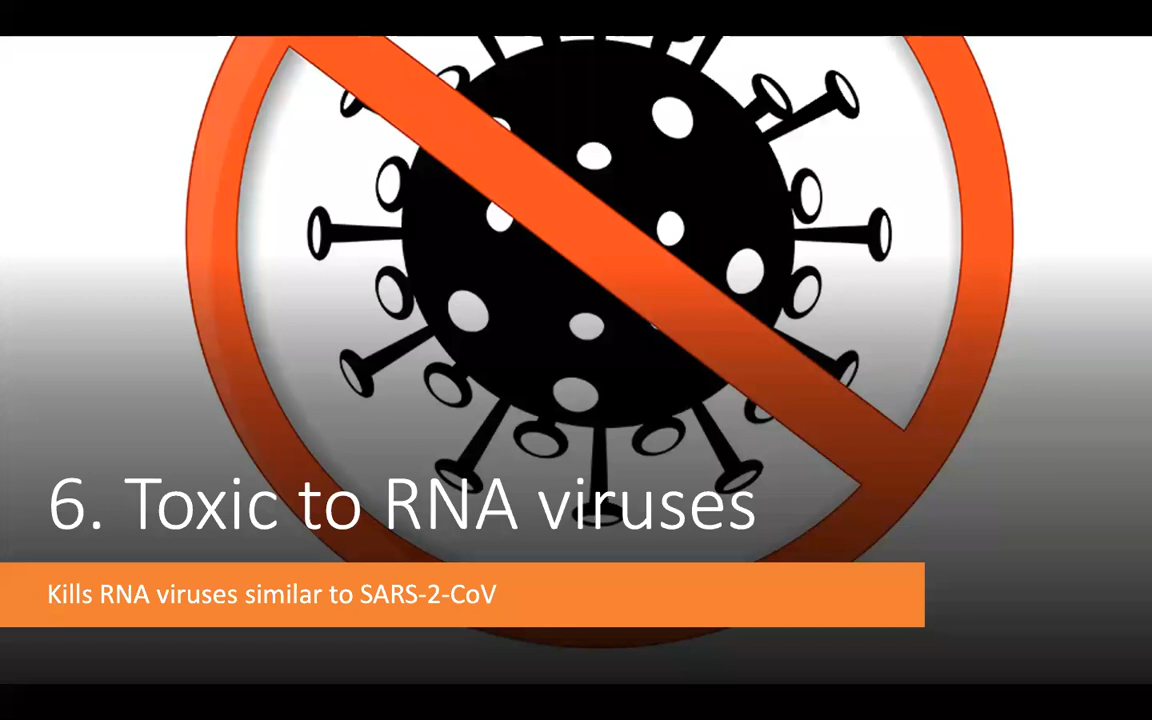 6. Toxic to RNA viruses
Kills RNA viruses similar to SARS-2-CoV